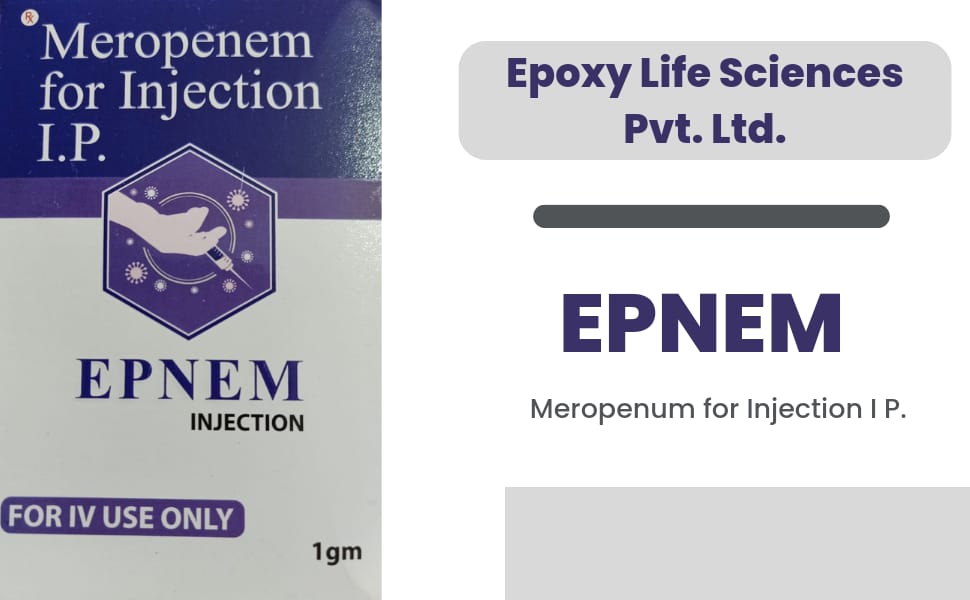 Rx
Meropenem
for Injection
I.P.
EPNEM
INJECTION
FOR IV USE ONLY
1gm
Epoxy Life Sciences
Pvt. Ltd.
EPNEM
Meropenum for Injection I P.